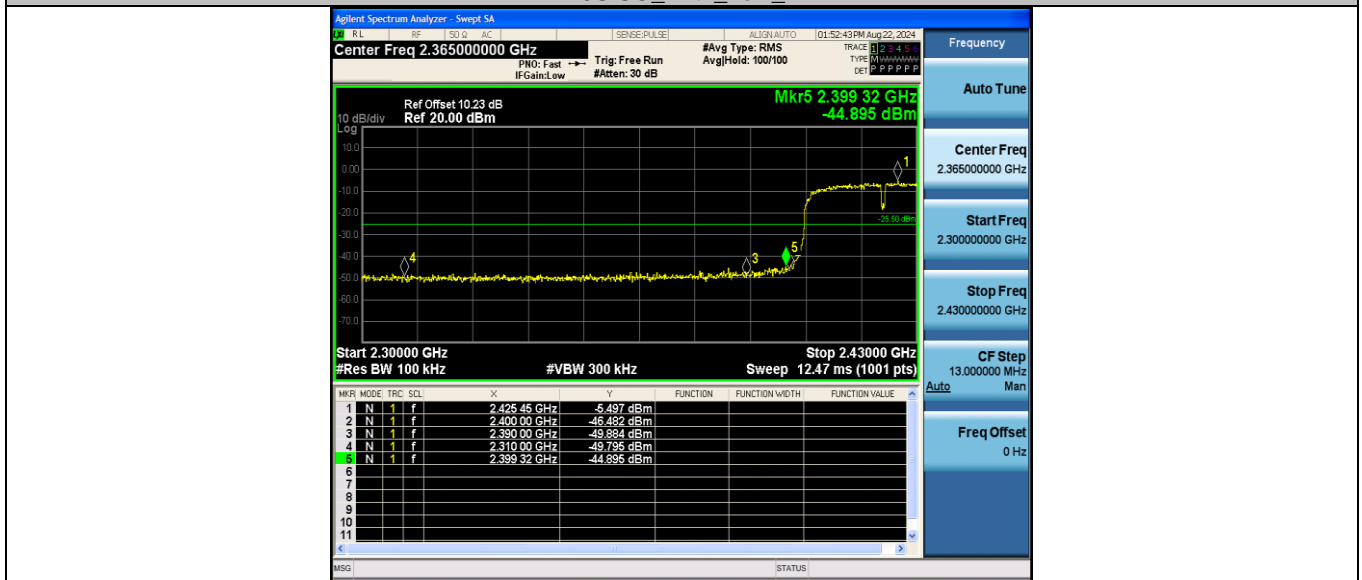 Agilent Spectrum Analyzer - Swept SA
RL RF 50 Ω AC SENSE:PULSE ALIGN AUTO 01:52:43 PM Aug 22, 2024
Center Freq 2.365000000 GHz
PNO: Fast
IFGain:Low
Trig: Free Run
#Atten: 30 dB
#Avg Type: RMS
Avg|Hold: 100/100
TRACE 1 2 3 4 5 6
TYPE M
DET P P P P P P
Frequency
Auto Tune
Center Freq
2.365000000 GHz
Start Freq
2.300000000 GHz
Stop Freq
2.430000000 GHz
CF Step
13.000000 MHz
Auto Man
Freq Offset
0 Hz
Mkr5 2.399 32 GHz
-44.895 dBm
Ref Offset 10.23 dB
10 dB/div Ref 20.00 dBm
Log
10.0
0.00
-10.0
-20.0
-30.0
-40.0
-50.0
-60.0
-70.0
1
-25.50 dBm
4
3
5
Start 2.30000 GHz Stop 2.43000 GHz
#Res BW 100 kHz #VBW 300 kHz Sweep 12.47 ms (1001 pts)
MKR MODE TRC SCL X Y FUNCTION FUNCTION WIDTH FUNCTION VALUE
1 N 1 f 2.425 45 GHz -5.497 dBm
2 N 1 f 2.400 00 GHz -46.482 dBm
3 N 1 f 2.390 00 GHz -49.884 dBm
4 N 1 f 2.310 00 GHz -49.795 dBm
5 N 1 f 2.399 32 GHz -44.895 dBm
6
7
8
9
10
11
MSG STATUS